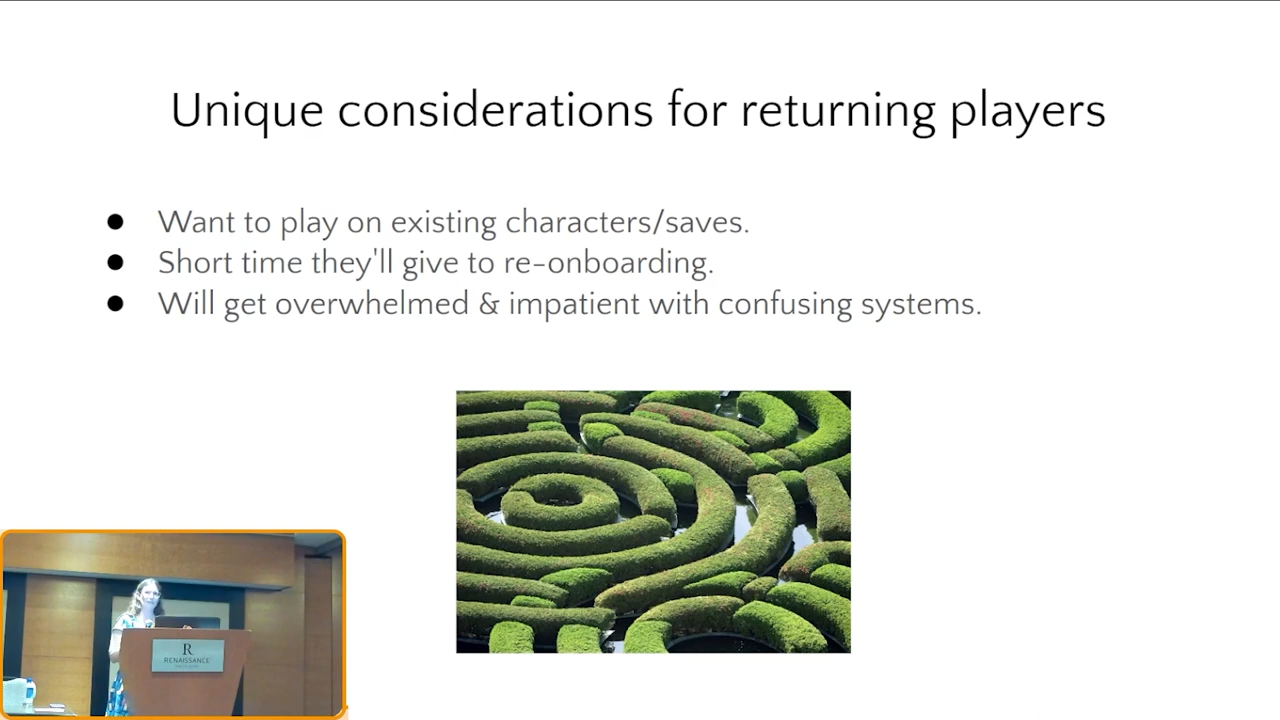 Unique considerations for returning players
● Want to play on existing characters/saves.
● Short time they'll give to re-onboarding.
● Will get overwhelmed & impatient with confusing systems.
R
RENAISSANCE